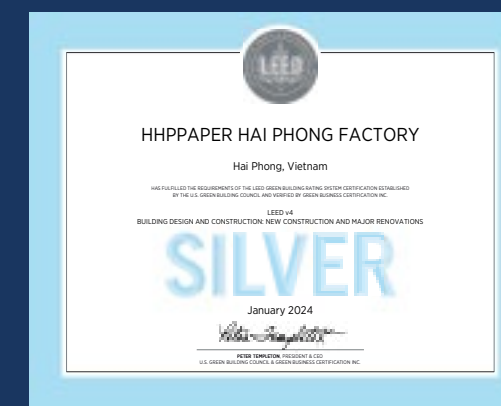 LEED
HHPPAPER HAI PHONG FACTORY
Hai Phong, Vietnam
HAS FULFILLED THE REQUIREMENTS OF THE LEED GREEN BUILDING RATING SYSTEM CERTIFICATION ESTABLISHED
BY THE U.S. GREEN BUILDING COUNCIL AND VERIFIED BY GREEN BUSINESS CERTIFICATION INC.
LEED v4
BUILDING DESIGN AND CONSTRUCTION: NEW CONSTRUCTION AND MAJOR RENOVATIONS
SILVER
January 2024
PETER TEMPLETON, PRESIDENT & CEO
U.S. GREEN BUILDING COUNCIL & GREEN BUSINESS CERTIFICATION INC.